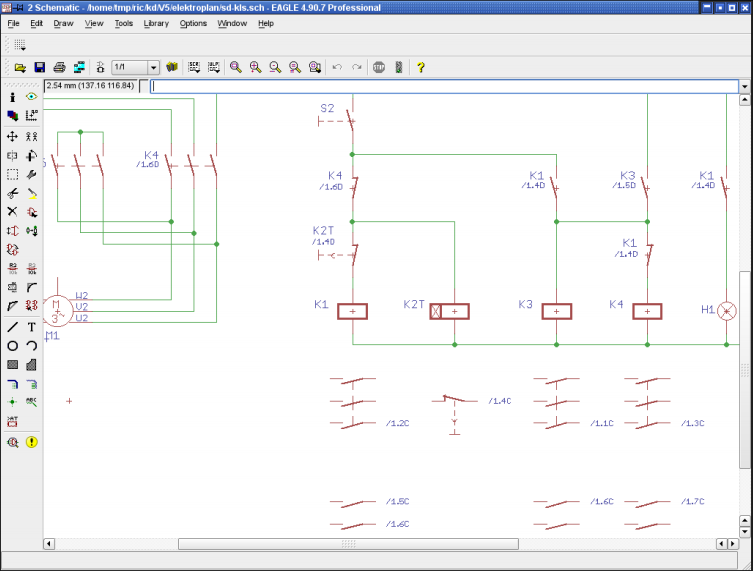 2 Schematic - /home/tmp/ric/kd/V5/elektroplan/sd-kls.sch - EAGLE 4.90.7 Professional
File Edit Draw View Tools Library Options Window Help
1/1
2.54 mm (137.16 116.84)
S2
K4
/1.6D
K4
/1.6D
K1
/1.4D
K3
/1.5D
K1
/1.4D
K2T
/1.4D
K1
/1.4D
M
3
W2
V2
U2
M1
K1
K2T
K3
K4
H1
/1.4C
/1.2C
/1.1C
/1.3C
/1.5C
/1.6C
/1.7C
/1.6C